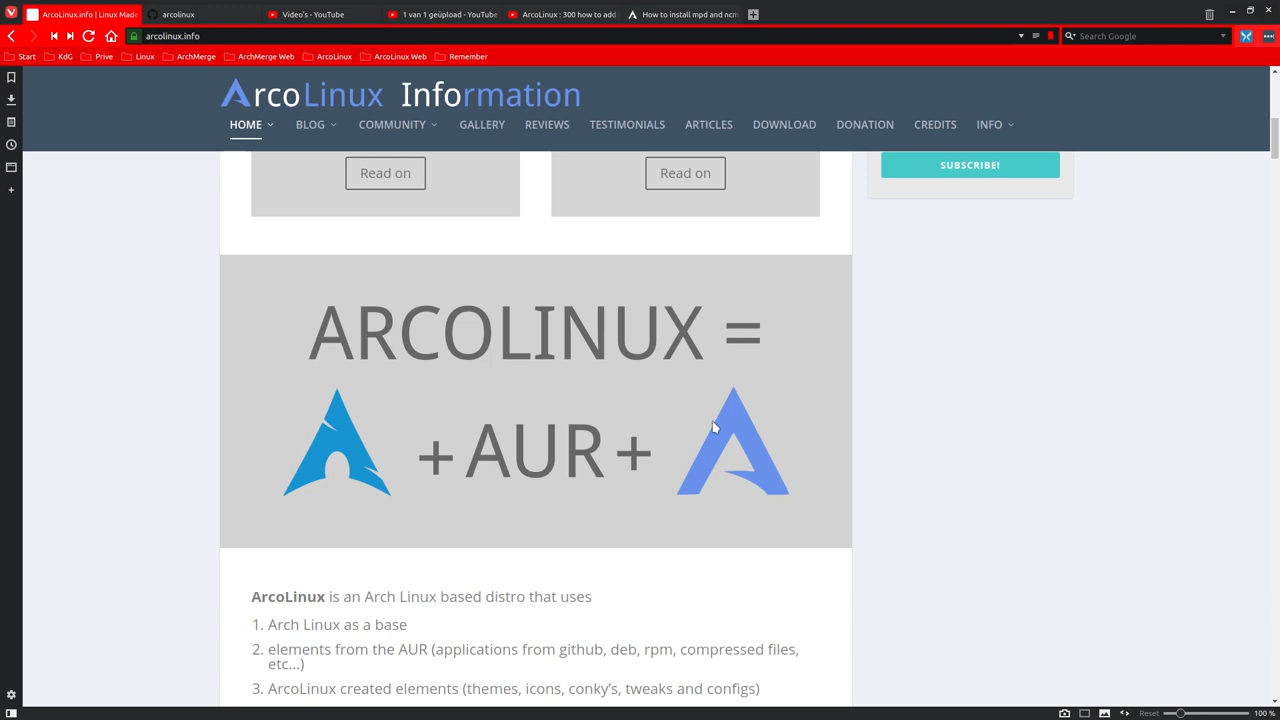 ArcoLinux.info | Linux Made
arcolinux
Video's - YouTube
1 van 1 geüpload - YouTube
ArcoLinux : 300 how to add
How to install mpd and ncm
arcolinux.info
Search Google
Start
KdG
Prive
Linux
ArchMerge
ArchMerge Web
ArcoLinux
ArcoLinux Web
Remember
ArcoLinux Information
HOME
BLOG
COMMUNITY
GALLERY
REVIEWS
TESTIMONIALS
ARTICLES
DOWNLOAD
DONATION
CREDITS
INFO
Read on
Read on
SUBSCRIBE!
ARCOLINUX =
+ AUR +
ArcoLinux is an Arch Linux based distro that uses
1. Arch Linux as a base
2. elements from the AUR (applications from github, deb, rpm, compressed files,
etc...)
3. ArcoLinux created elements (themes, icons, conky's, tweaks and configs)
Reset
100 %